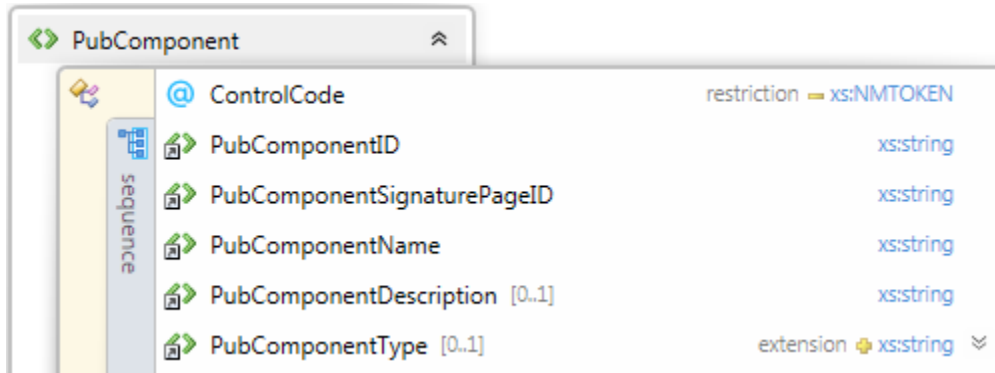 PubComponent
@ ControlCode restriction xs:NMTOKEN
sequence
PubComponentID xs:string
PubComponentSignaturePageID xs:string
PubComponentName xs:string
PubComponentDescription [0..1] xs:string
PubComponentType [0..1] extension xs:string